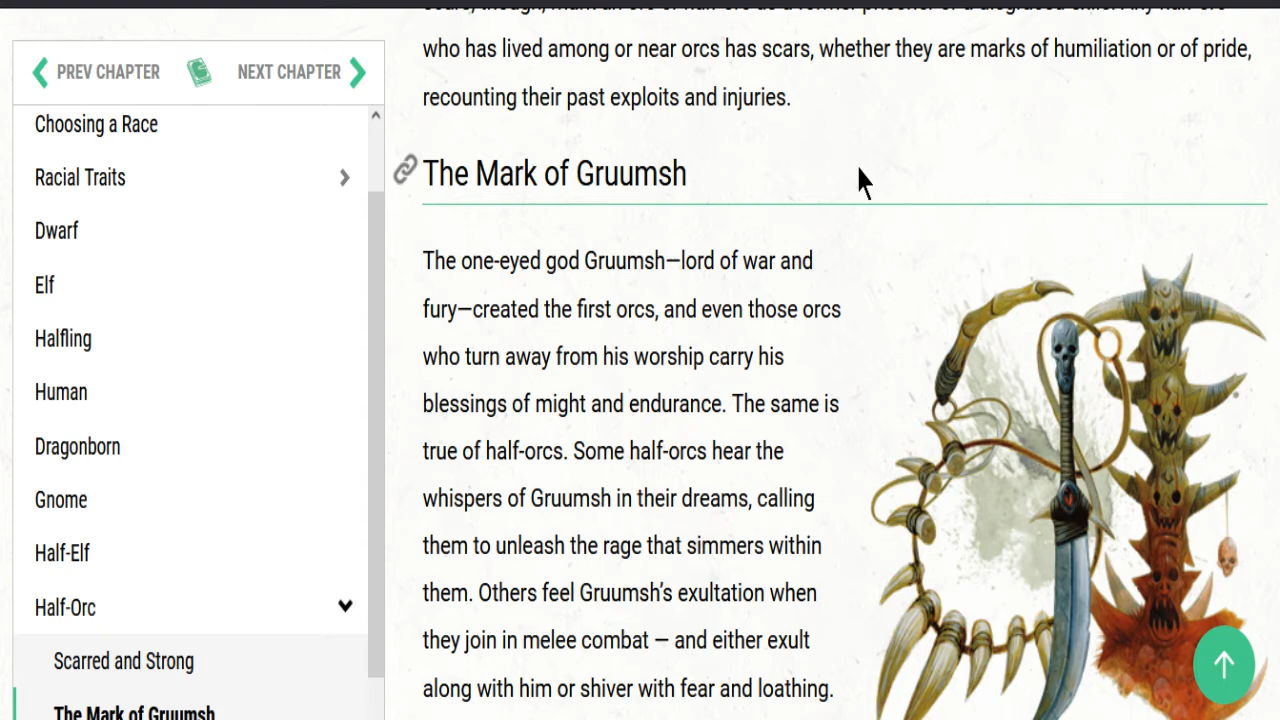 PREV CHAPTER
NEXT CHAPTER
Choosing a Race
Racial Traits
Dwarf
Elf
Halfling
Human
Dragonborn
Gnome
Half-Elf
Half-Orc
Scarred and Strong
The Mark of Gruumsh
who has lived among or near orcs has scars, whether they are marks of humiliation or of pride,
recounting their past exploits and injuries.
The Mark of Gruumsh
The one-eyed god Gruumsh—lord of war and
fury—created the first orcs, and even those orcs
who turn away from his worship carry his
blessings of might and endurance. The same is
true of half-orcs. Some half-orcs hear the
whispers of Gruumsh in their dreams, calling
them to unleash the rage that simmers within
them. Others feel Gruumsh’s exultation when
they join in melee combat — and either exult
along with him or shiver with fear and loathing.